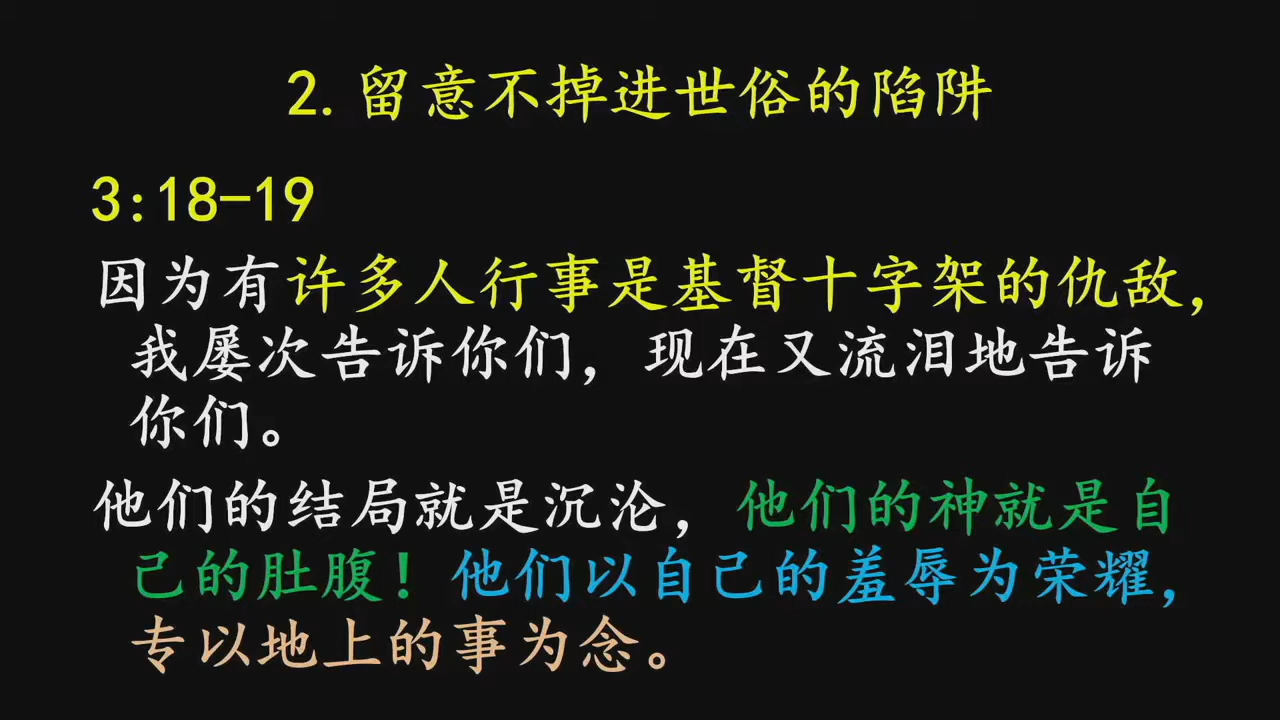 2. 留意不掉进世俗的陷阱
3:18-19
因为有许多人行事是基督十字架的仇敌，
我屡次告诉你们，现在又流泪地告诉
你们。
他们的结局就是沉沦，他们的神就是自
己的肚腹！他们以自己的羞辱为荣耀，
专以地上的事为念。